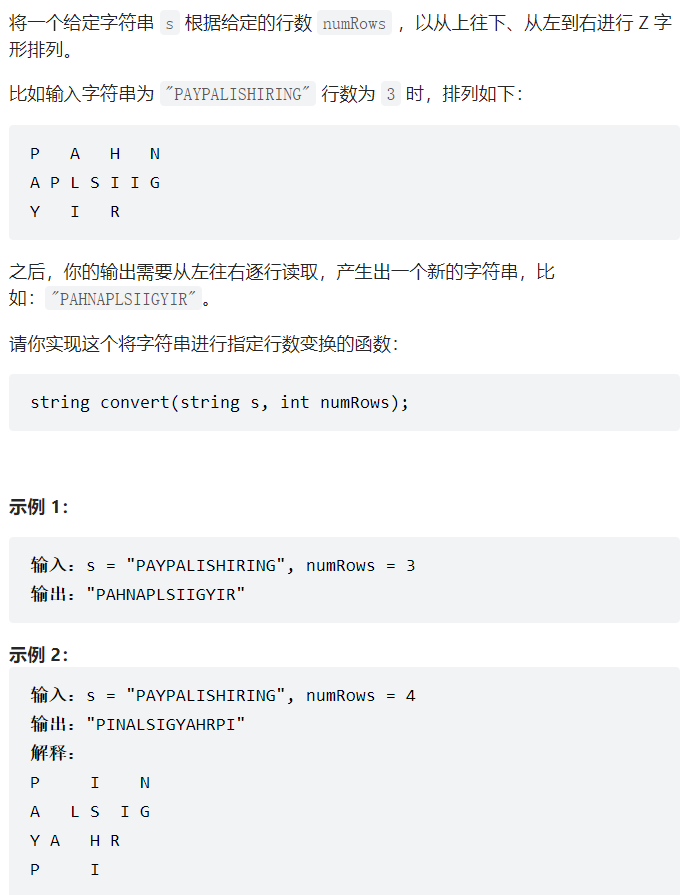 将一个给定字符串 s 根据给定的行数 numRows ，以从上往下、从左到右进行 Z 字
形排列。
比如输入字符串为 "PAYPALISHIRING" 行数为 3 时，排列如下：
P   A   H   N
A P L S I I G
Y   I   R
之后，你的输出需要从左往右逐行读取，产生出一个新的字符串，比
如："PAHNAPLSIIGYIR"。
请你实现这个将字符串进行指定行数变换的函数：
string convert(string s, int numRows);
示例 1：
输入：s = "PAYPALISHIRING", numRows = 3
输出："PAHNAPLSIIGYIR"
示例 2：
输入：s = "PAYPALISHIRING", numRows = 4
输出："PINALSIGYAHRPI"
解释：
P     I    N
A   L S  I G
Y A   H R
P     I